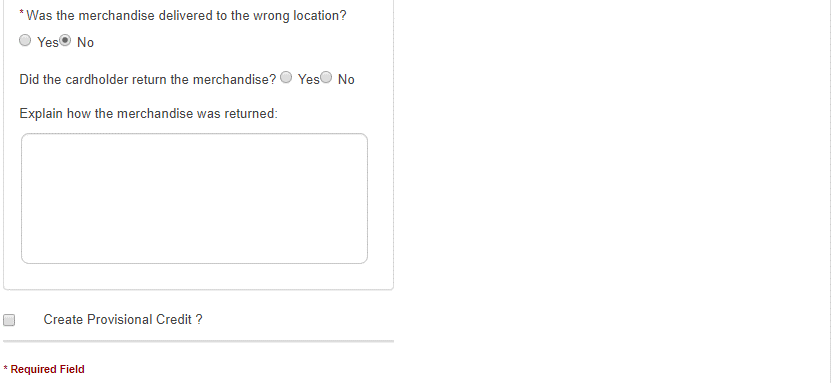 * Was the merchandise delivered to the wrong location?
Yes No
Did the cardholder return the merchandise? Yes No
Explain how the merchandise was returned:
Create Provisional Credit ?
* Required Field